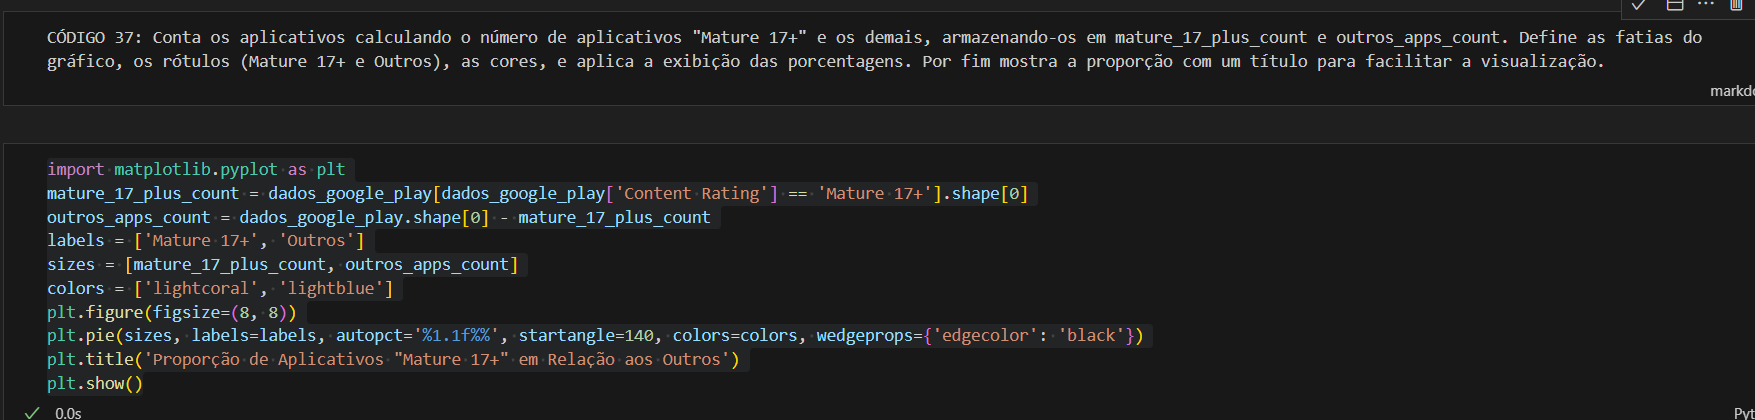 CÓDIGO 37: Conta os aplicativos calculando o número de aplicativos "Mature 17+" e os demais, armazenando-os em mature_17_plus_count e outros_apps_count. Define as fatias do
gráfico, os rótulos (Mature 17+ e Outros), as cores, e aplica a exibição das porcentagens. Por fim mostra a proporção com um título para facilitar a visualização.
import matplotlib.pyplot as plt
mature_17_plus_count = dados_google_play[dados_google_play['Content Rating'] == 'Mature 17+'].shape[0]
outros_apps_count = dados_google_play.shape[0] - mature_17_plus_count
labels = ['Mature 17+', 'Outros']
sizes = [mature_17_plus_count, outros_apps_count]
colors = ['lightcoral', 'lightblue']
plt.figure(figsize=(8, 8))
plt.pie(sizes, labels=labels, autopct='%1.1f%%', startangle=140, colors=colors, wedgeprops={'edgecolor': 'black'})
plt.title('Proporção de Aplicativos "Mature 17+" em Relação aos Outros')
plt.show()
0.0s